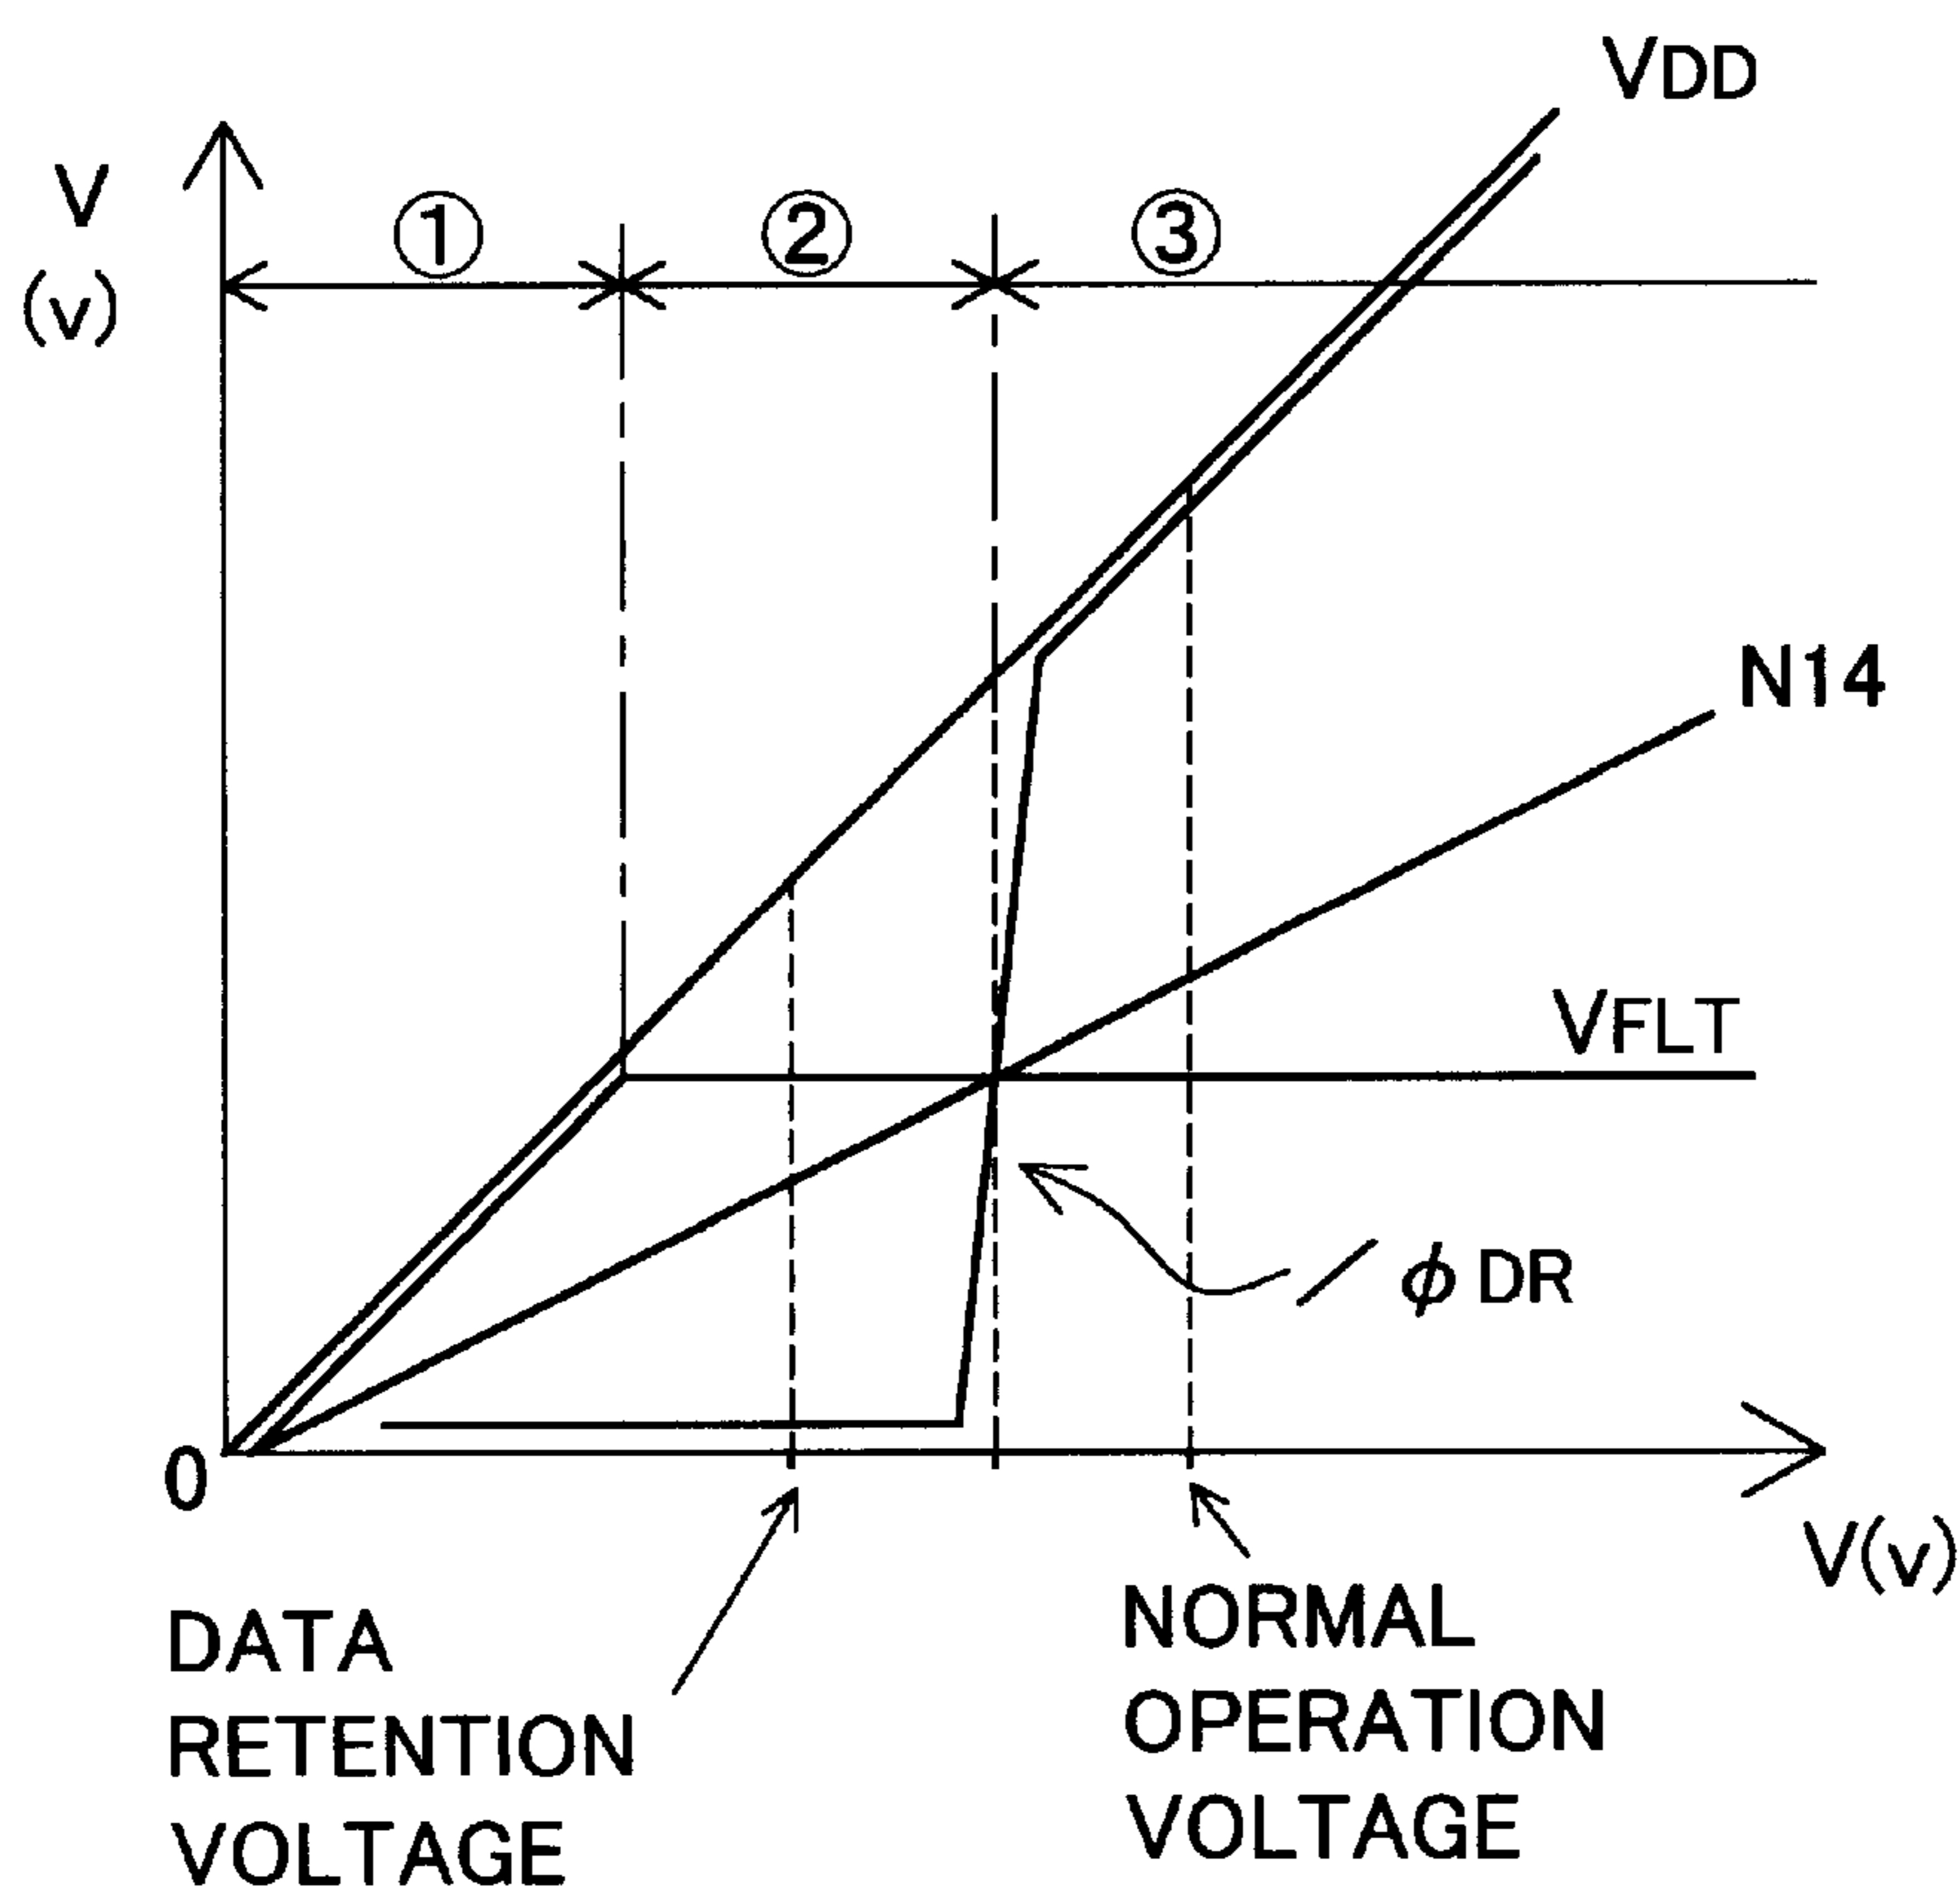 VDD
V
(v)
① ② ③
N14
VFLT
/φDR
0
V(v)
DATA
RETENTION
VOLTAGE
NORMAL
OPERATION
VOLTAGE